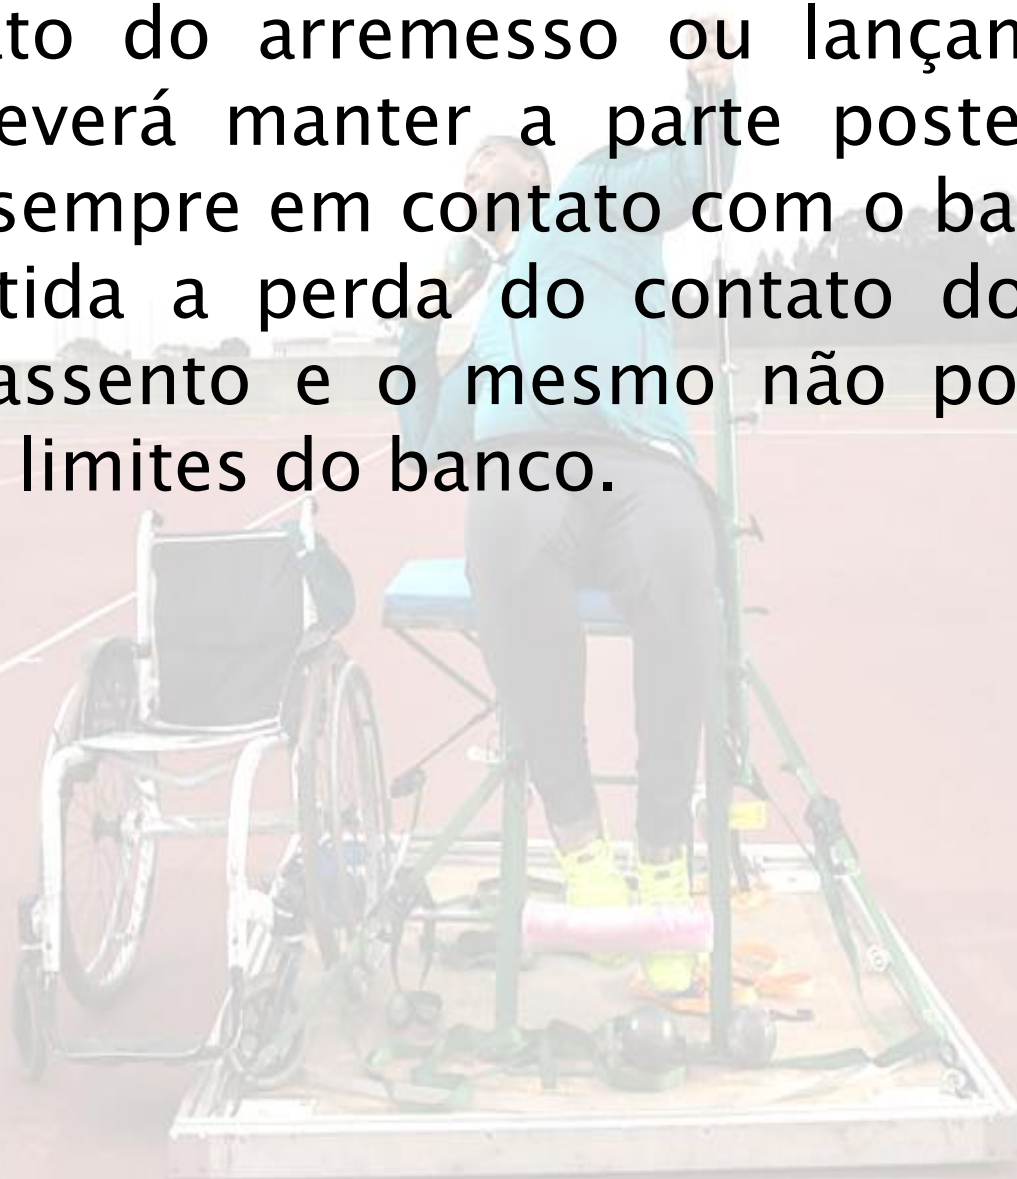 to do arremesso ou lançan
everá manter a parte poste
sempre em contato com o ba
tida a perda do contato do
assento e o mesmo não po
limites do banco.